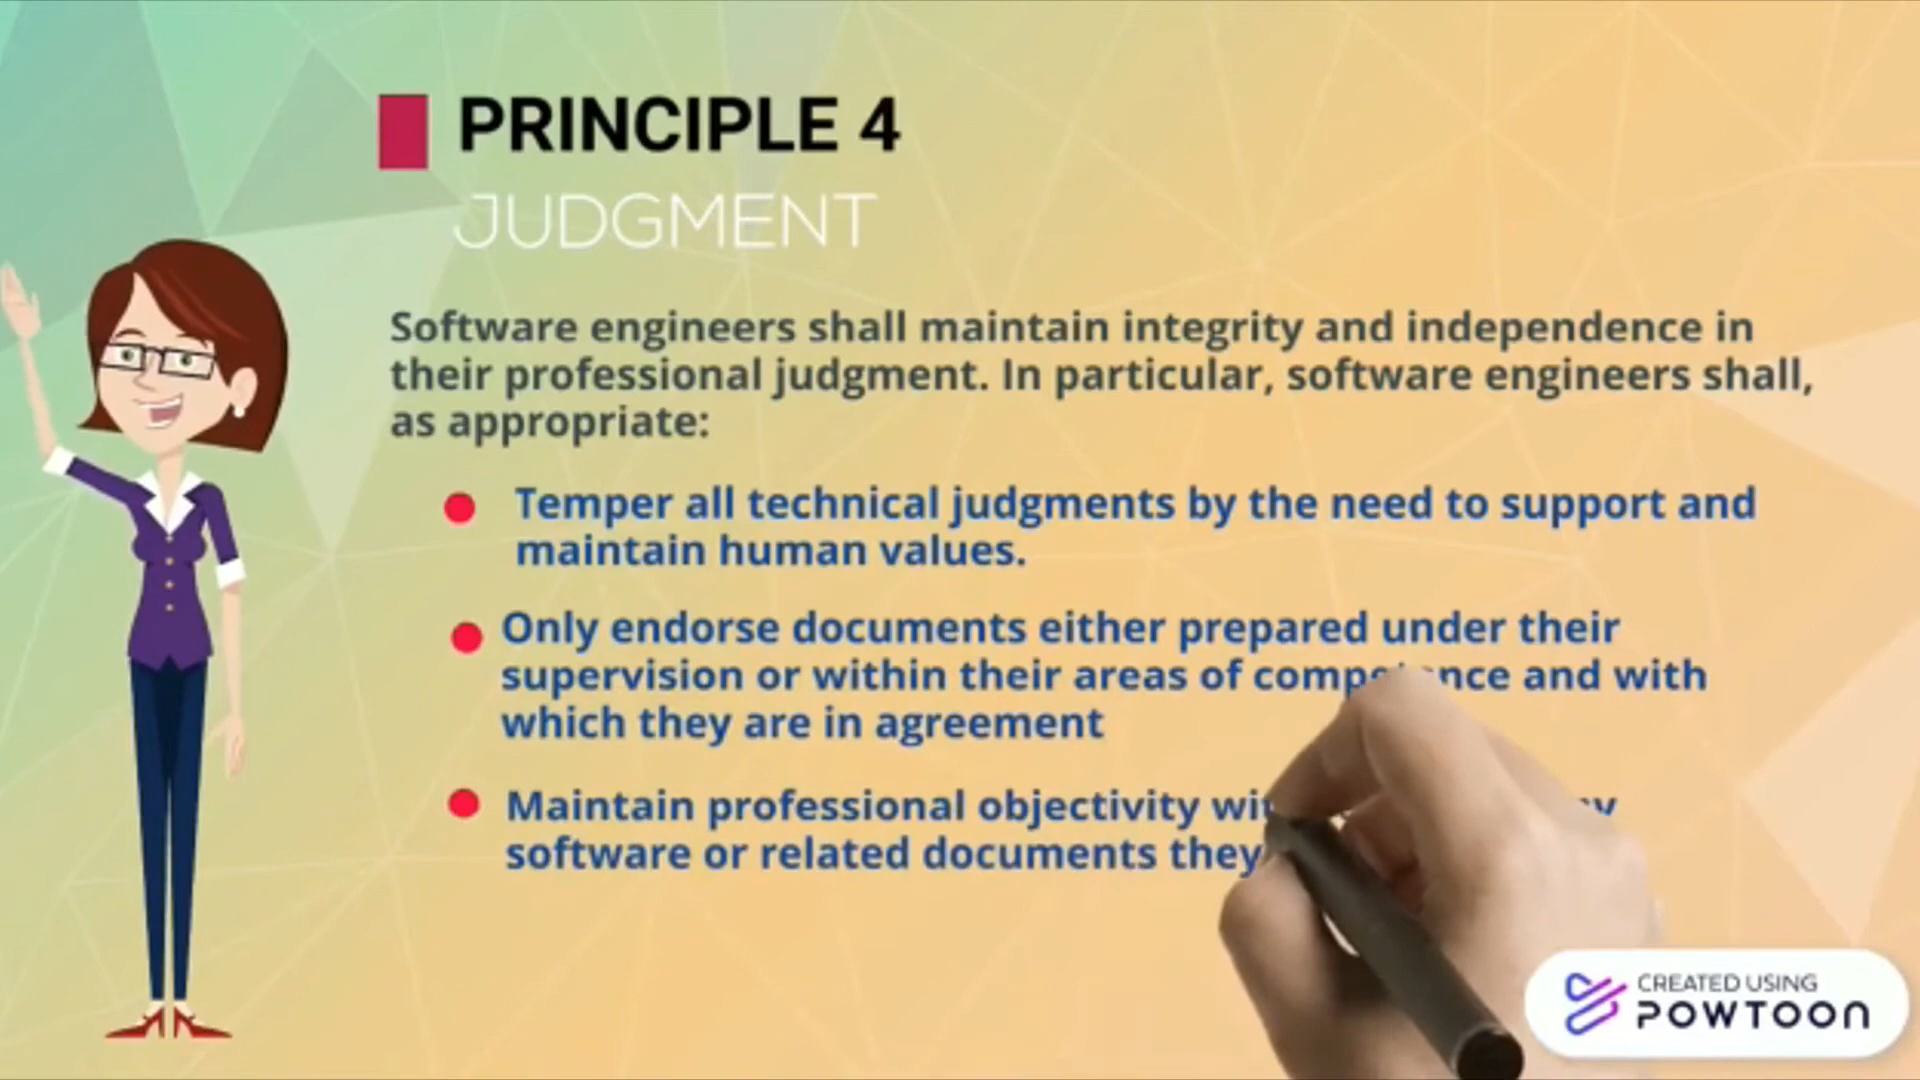 PRINCIPLE 4
JUDGMENT
Software engineers shall maintain integrity and independence in
their professional judgment. In particular, software engineers shall,
as appropriate:
Temper all technical judgments by the need to support and
maintain human values.
Only endorse documents either prepared under their
supervision or within their areas of and with
which they are in agreement
Maintain professional objectivity
software or related documents they
CREATED USING
POWTOON